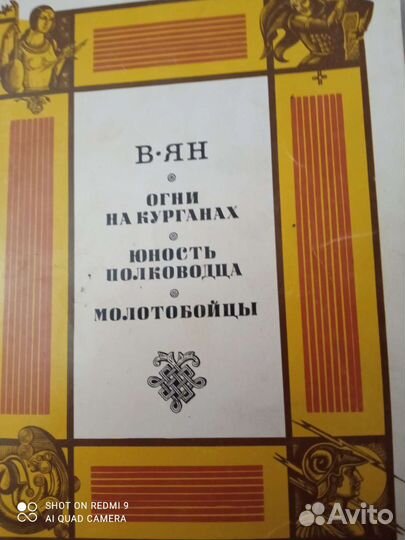 В·ЯН
ОГНИ
НА КУРГАНАХ
ЮНОСТЬ
ПОЛКОВОДЦА
МОЛОТОБОЙЦЫ
SHOT ON REDMI 9
AI QUAD CAMERA
Avito